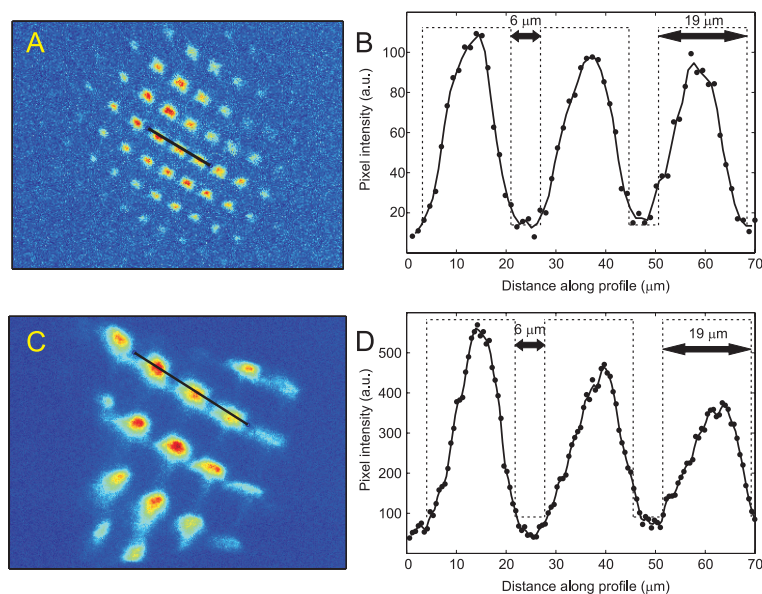 A
B
6 μm
19 μm
Pixel intensity (a.u.)
100
80
60
40
20
0 10 20 30 40 50 60 70
Distance along profile (μm)
C
D
6 μm
19 μm
Pixel intensity (a.u.)
500
400
300
200
100
0 10 20 30 40 50 60 70
Distance along profile (μm)